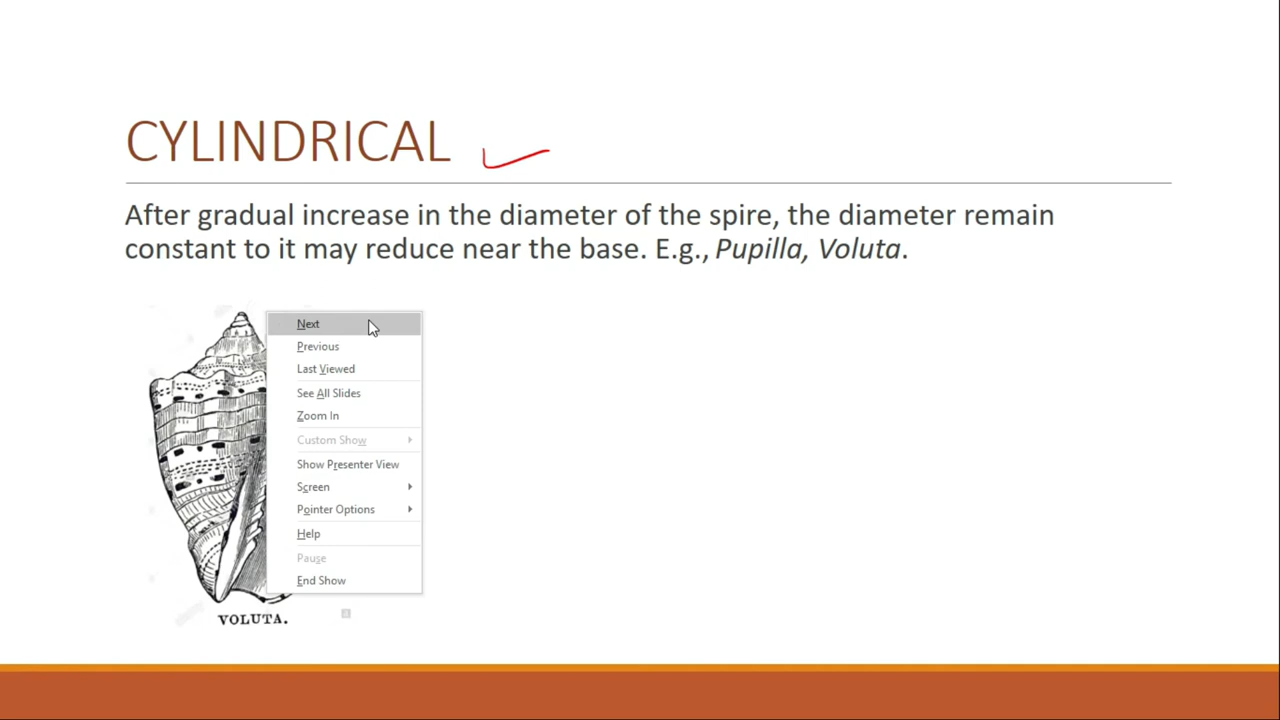 CYLINDRICAL
After gradual increase in the diameter of the spire, the diameter remain
constant to it may reduce near the base. E.g., Pupilla, Voluta.
Next
Previous
Last Viewed
See All Slides
Zoom In
Custom Show
Show Presenter View
Screen
Pointer Options
Help
Pause
End Show
VOLUTA.